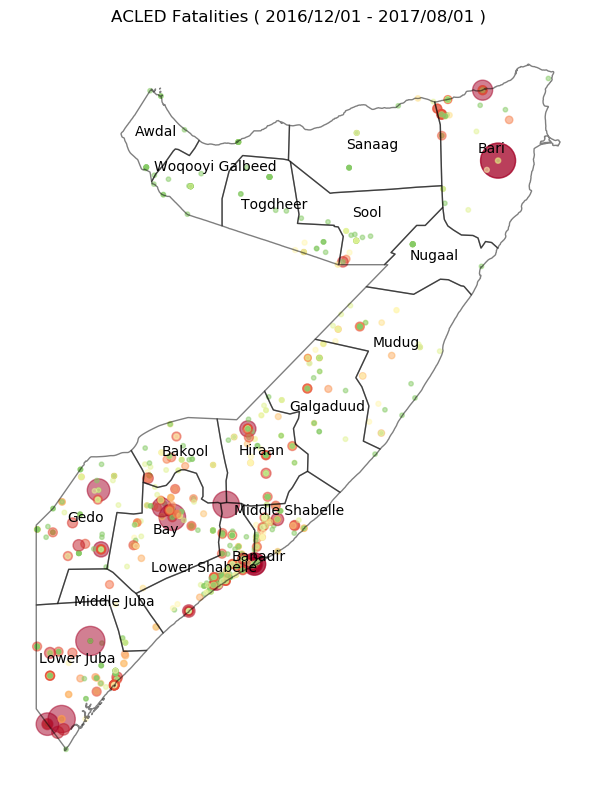 ACLED Fatalities ( 2016/12/01 - 2017/08/01 )
Awdal
Sanaag
Bari
Woqooyi Galbeed
Togdheer
Sool
Nugaal
Mudug
Galgaduud
Bakool
Hiraan
Middle Shabelle
Gedo
Bay
Banadir
Lower Shabelle
Middle Juba
Lower Juba